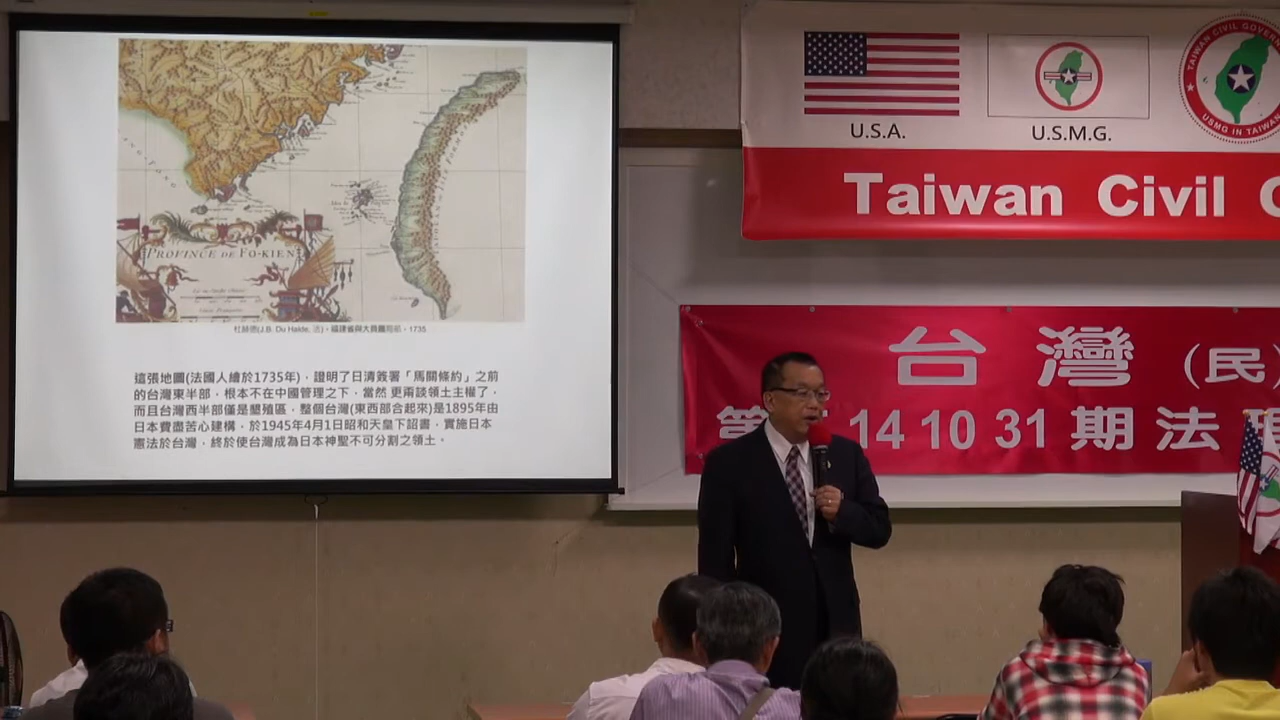 PROVINCE DE FO-KIEN
杜赫德(J.B. Du Halde, 法),福建省與大員圖局部,1735
這張地圖(法國人繪於1735年),證明了日清簽署「馬關條約」之前
的台灣東半部,根本不在中國管理之下,當然 更兩談領土主權了,
而且台灣西半部僅是墾殖區,整個台灣(東西部合起來)是1895年由
日本費盡苦心建構,於1945年4月1日昭和天皇下詔書,實施日本
憲法於台灣,終於使台灣成為日本神聖不可分割之領土。
U.S.A.
U.S.M.G.
TAIWAN CIVIL GOVER
USMG IN TAIWAN
Taiwan Civil
台灣(民
14 10 31 期 法